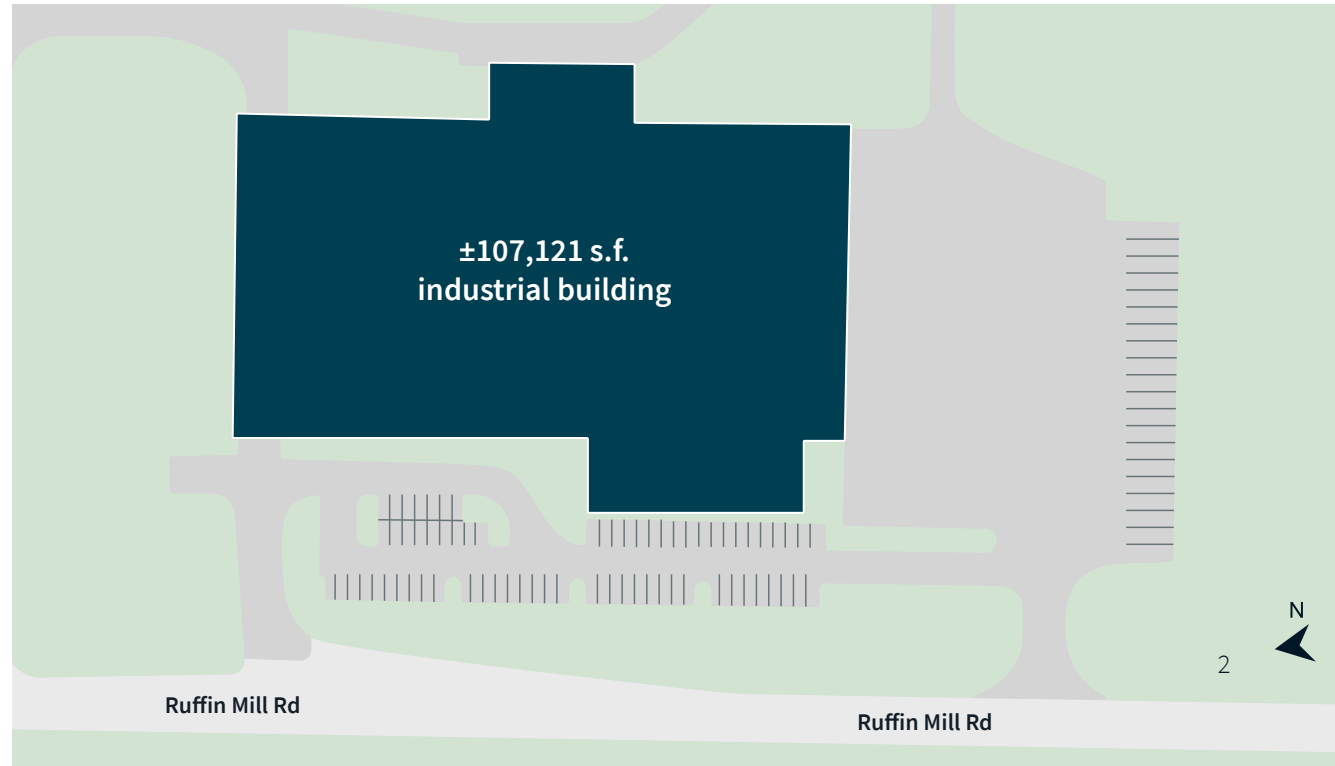 ±107,121 s.f.
industrial building
N
2
Ruffin Mill Rd
Ruffin Mill Rd